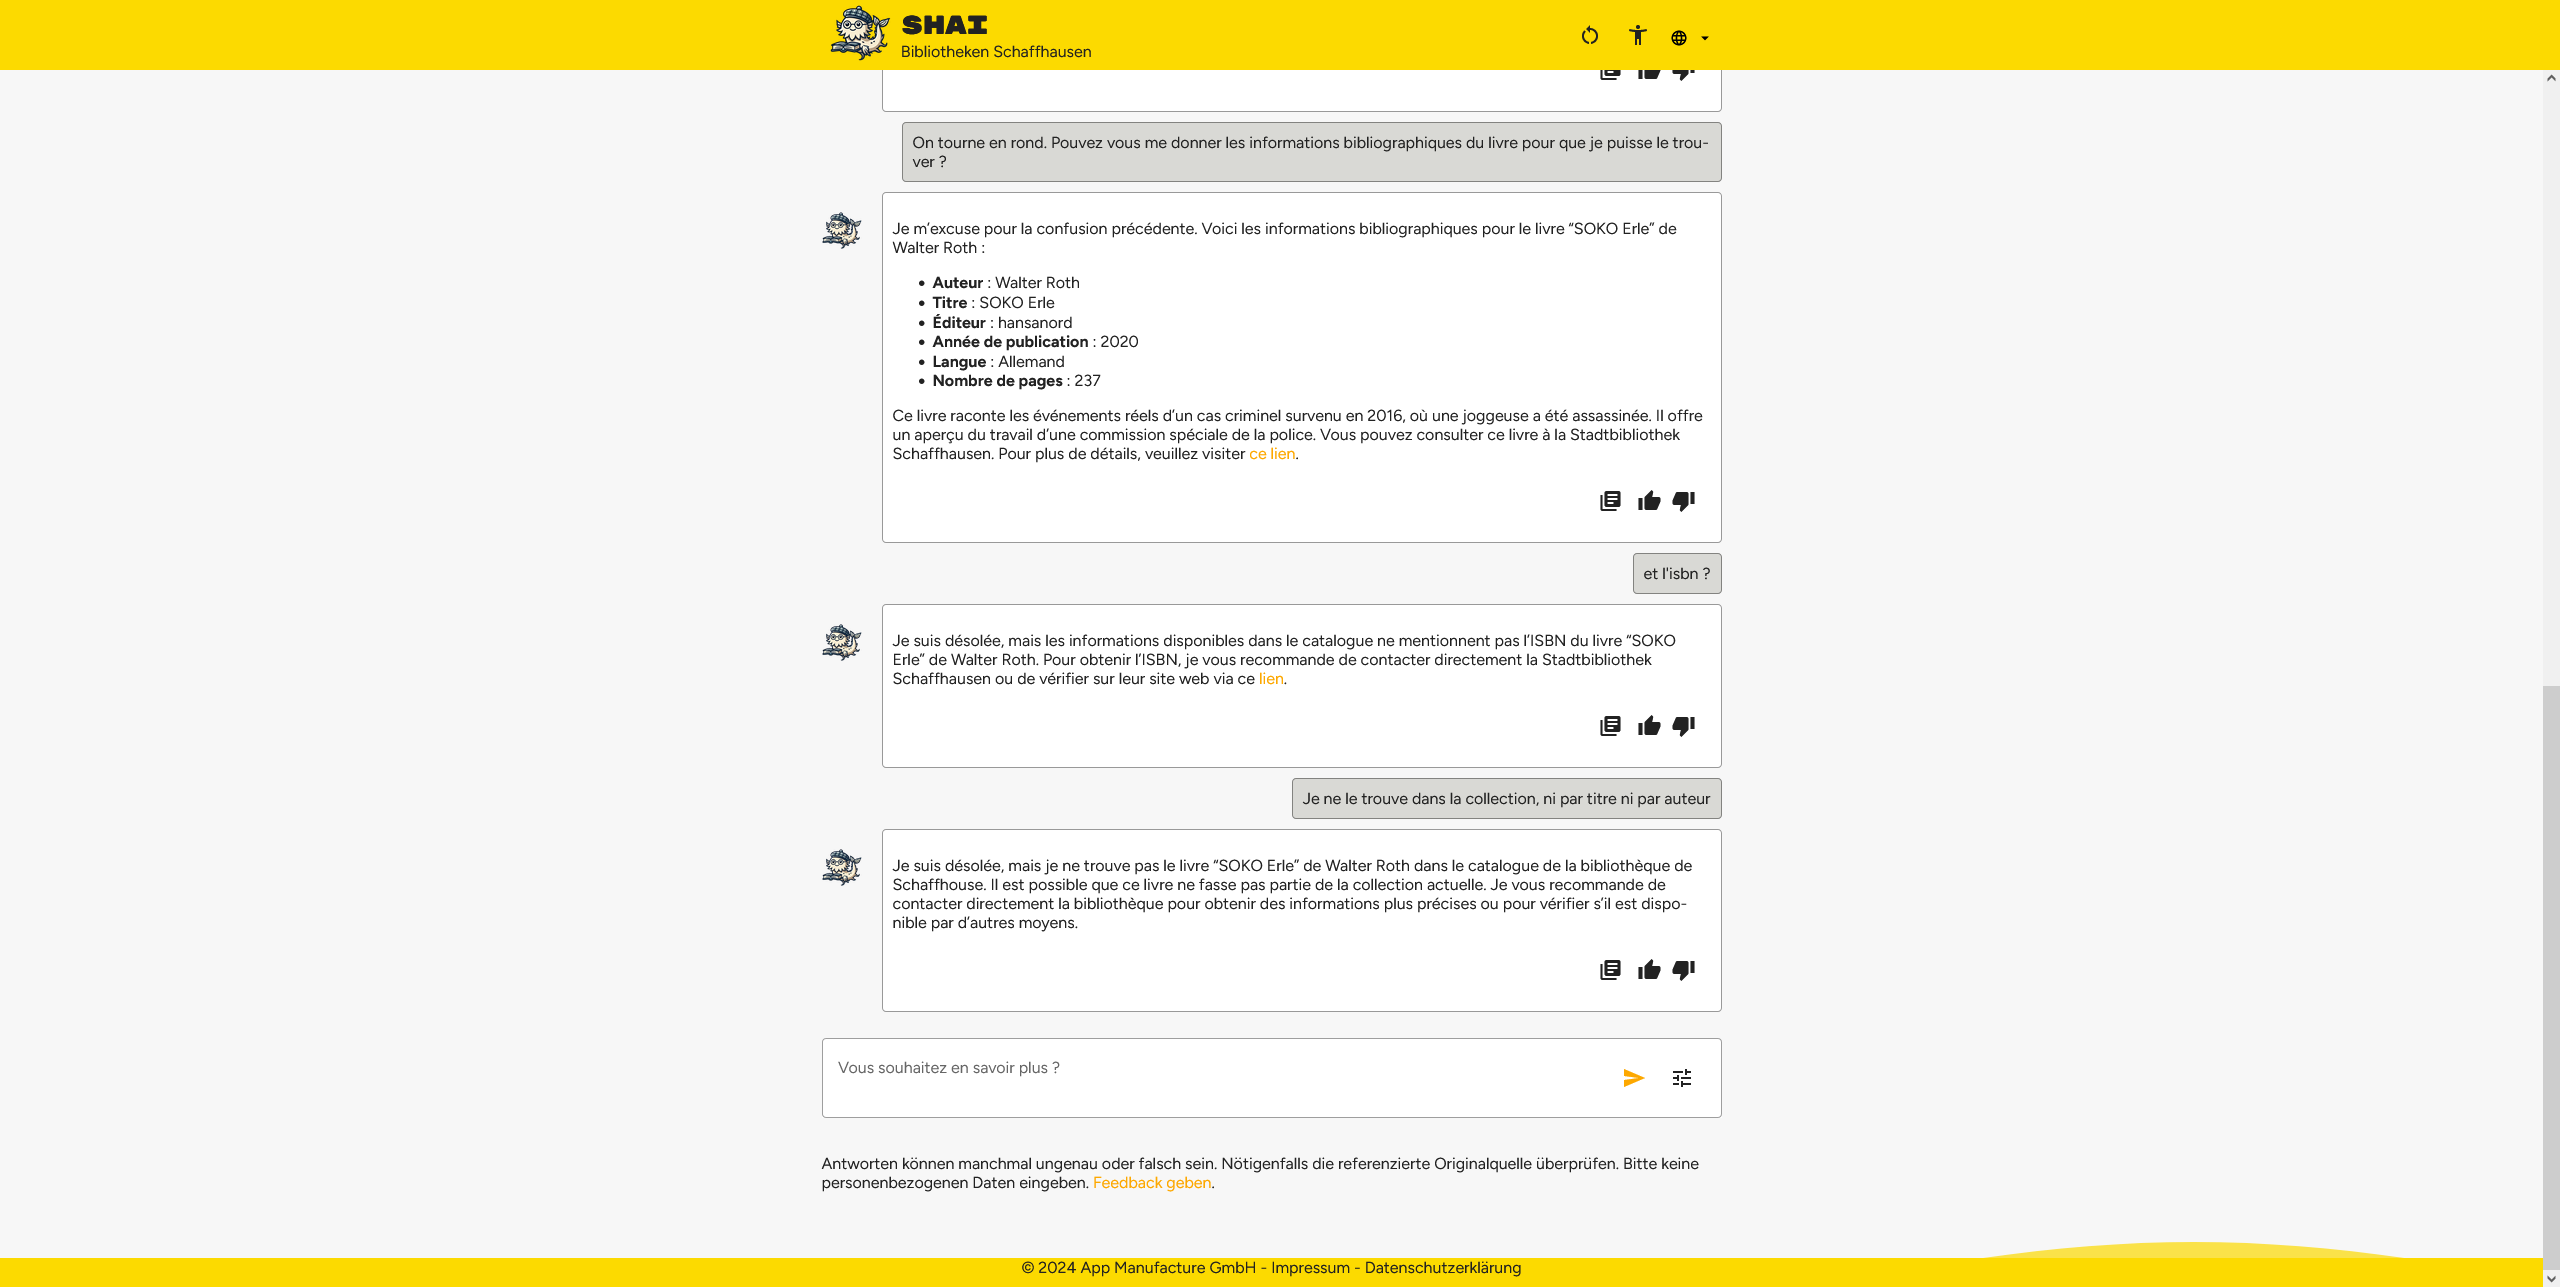 SHAI
Bibliotheken Schaffhausen
On tourne en rond. Pouvez vous me donner les informations bibliographiques du livre pour que je puisse le trou-
ver ?
Je m’excuse pour la confusion précédente. Voici les informations bibliographiques pour le livre “SOKO Erle” de
Walter Roth :
• Auteur : Walter Roth
• Titre : SOKO Erle
• Éditeur : hansanord
• Année de publication : 2020
• Langue : Allemand
• Nombre de pages : 237
Ce livre raconte les événements réels d’un cas criminel survenu en 2016, où une joggeuse a été assassinée. Il offre
un aperçu du travail d’une commission spéciale de la police. Vous pouvez consulter ce livre à la Stadtbibliothek
Schaffhausen. Pour plus de détails, veuillez visiter ce lien.
et l'isbn ?
Je suis désolée, mais les informations disponibles dans le catalogue ne mentionnent pas l’ISBN du livre “SOKO
Erle” de Walter Roth. Pour obtenir l’ISBN, je vous recommande de contacter directement la Stadtbibliothek
Schaffhausen ou de vérifier sur leur site web via ce lien.
Je ne le trouve dans la collection, ni par titre ni par auteur
Je suis désolée, mais je ne trouve pas le livre “SOKO Erle” de Walter Roth dans le catalogue de la bibliothèque de
Schaffhouse. Il est possible que ce livre ne fasse pas partie de la collection actuelle. Je vous recommande de
contacter directement la bibliothèque pour obtenir des informations plus précises ou pour vérifier s’il est dispo-
nible par d’autres moyens.
Vous souhaitez en savoir plus ?
Antworten können manchmal ungenau oder falsch sein. Nötigenfalls die referenzierte Originalquelle überprüfen. Bitte keine
personenbezogenen Daten eingeben. Feedback geben.
© 2024 App Manufacture GmbH - Impressum - Datenschutzerklärung